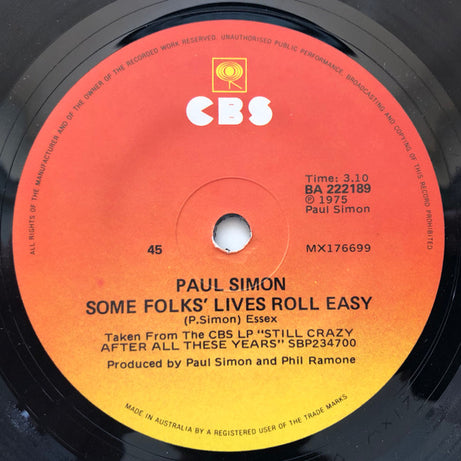 ALL RIGHTS OF THE MANUFACTURER AND OF THE OWNER OF THE RECORDED WORK RESERVED. UNAUTHORISED PUBLIC PERFORMANCE, BROADCASTING AND COPYING OF THIS RECORD PROHIBITED
CBS
Time: 3.10
BA 222189
℗ 1975
Paul Simon
45
MX176699
PAUL SIMON
SOME FOLKS' LIVES ROLL EASY
(P.Simon) Essex
Taken From The CBS LP "STILL CRAZY
AFTER ALL THESE YEARS" SBP234700
Produced by Paul Simon and Phil Ramone
MADE IN AUSTRALIA BY A REGISTERED USER OF THE TRADE MARKS